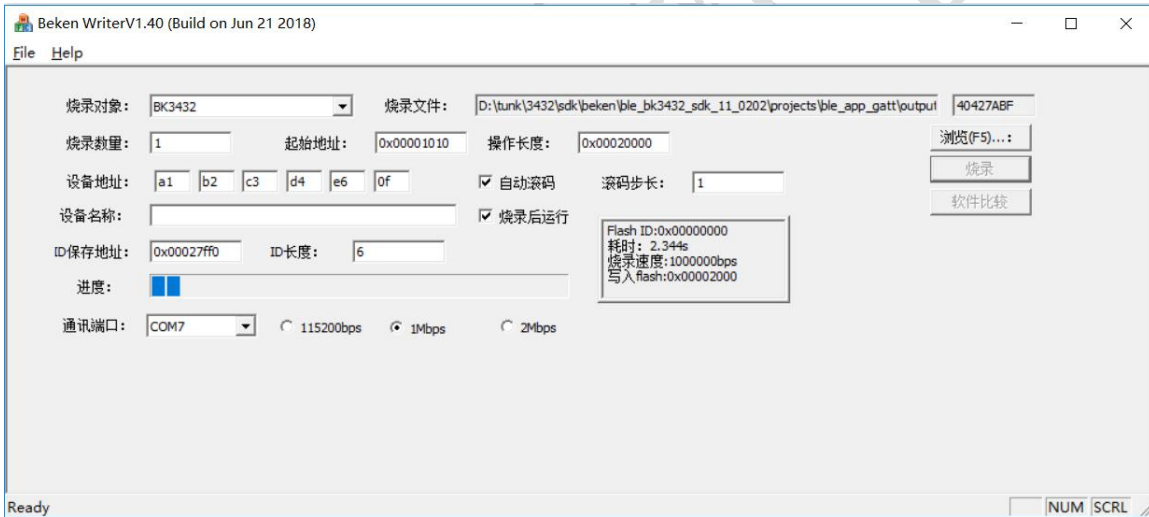 Beken WriterV1.40 (Build on Jun 21 2018)
File Help
烧录对象: BK3432 烧录文件: D:\tunk\3432\sdk\beken\ble_bk3432_sdk_11_0202\projects\ble_app_gatt\output 40427ABF
烧录数量: 1 起始地址: 0x00001010 操作长度: 0x00020000 浏览(F5)...:
设备地址: a1 b2 c3 d4 e6 0f 自动滚码 滚码步长: 1 烧录
设备名称: 烧录后运行 软件比较
Flash ID:0x00000000
耗时: 2.344s
烧录速度:1000000bps
写入flash:0x00002000
ID保存地址: 0x00027ff0 ID长度: 6
进度:
通讯端口: COM7 115200bps 1Mbps 2Mbps
Ready NUM SCRL